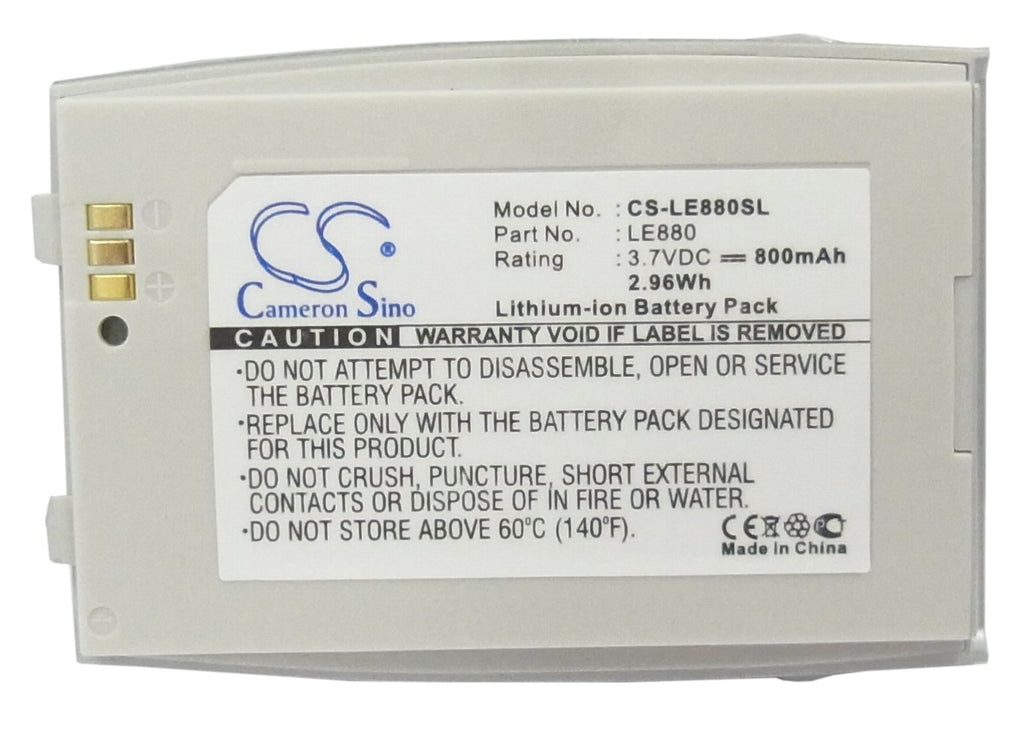 CS®
Cameron Sino
Model No. : CS-LE880SL
Part No. : LE880
Rating : 3.7VDC ⎓ 800mAh
2.96Wh
Lithium-ion Battery Pack
CAUTION WARRANTY VOID IF LABEL IS REMOVED
·DO NOT ATTEMPT TO DISASSEMBLE, OPEN OR SERVICE
THE BATTERY PACK.
·REPLACE ONLY WITH THE BATTERY PACK DESIGNATED
FOR THIS PRODUCT.
·DO NOT CRUSH, PUNCTURE, SHORT EXTERNAL
CONTACTS OR DISPOSE OF IN FIRE OR WATER.
·DO NOT STORE ABOVE 60°C (140°F).
CE
Made in China